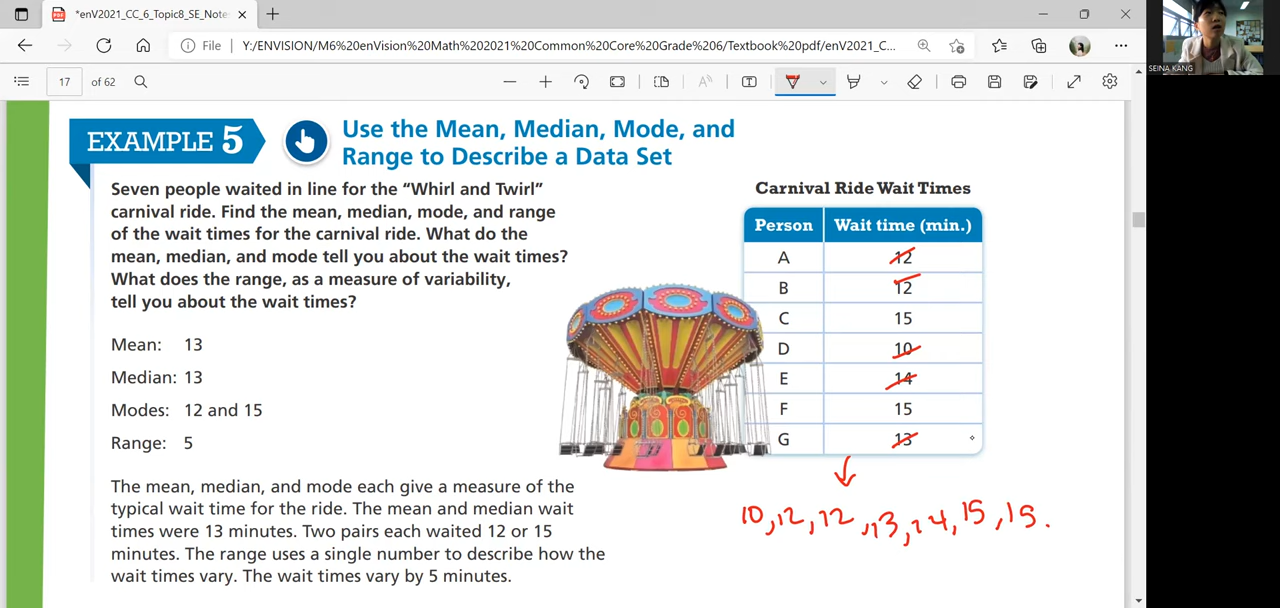 *enV2021_CC_6_Topic8_SE_Note
File
Y:/ENVISION/M6%20enVision%20Math%202021%20Common%20Core%20Grade%206/Textbook%20pdf/enV2021_C...
17 of 62
SEINA KANG
EXAMPLE 5
Use the Mean, Median, Mode, and
Range to Describe a Data Set
Seven people waited in line for the “Whirl and Twirl”
carnival ride. Find the mean, median, mode, and range
of the wait times for the carnival ride. What do the
mean, median, and mode tell you about the wait times?
What does the range, as a measure of variability,
tell you about the wait times?
Mean: 13
Median: 13
Modes: 12 and 15
Range: 5
The mean, median, and mode each give a measure of the
typical wait time for the ride. The mean and median wait
times were 13 minutes. Two pairs each waited 12 or 15
minutes. The range uses a single number to describe how the
wait times vary. The wait times vary by 5 minutes.
Carnival Ride Wait Times
Person Wait time (min.)
A 12
B 12
C 15
D 10
E 14
F 15
G 13
10, 12, 12, 13, 14, 15, 15.